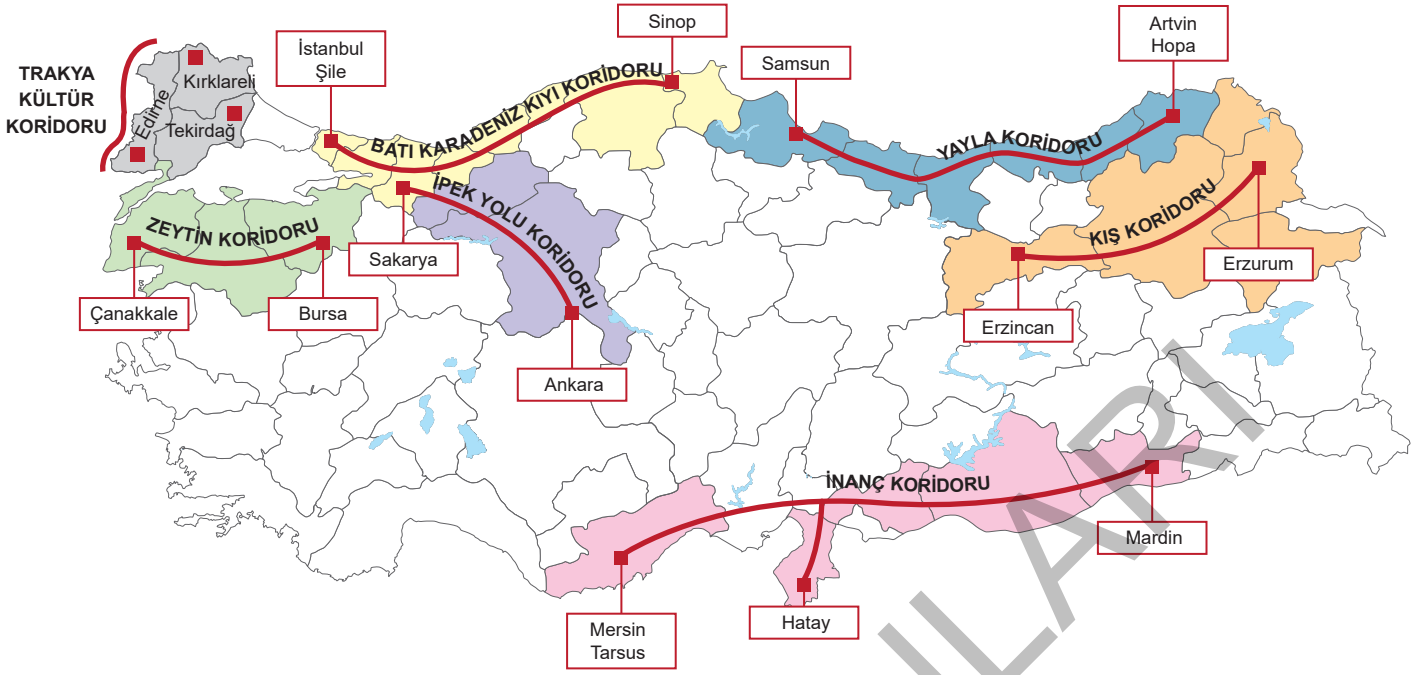 TRAKYA
KÜLTÜR
KORİDORU
Kırklareli
Edirne
Tekirdağ
İstanbul
Şile
Sinop
BATI KARADENİZ KIYI KORİDORU
Samsun
Artvin
Hopa
YAYLA KORİDORU
ZEYTİN KORİDORU
Çanakkale
Bursa
İPEK YOLU KORİDORU
Sakarya
Ankara
KIŞ KORİDORU
Erzurum
Erzincan
İNANÇ KORİDORU
Mardin
Hatay
Mersin
Tarsus
LARI